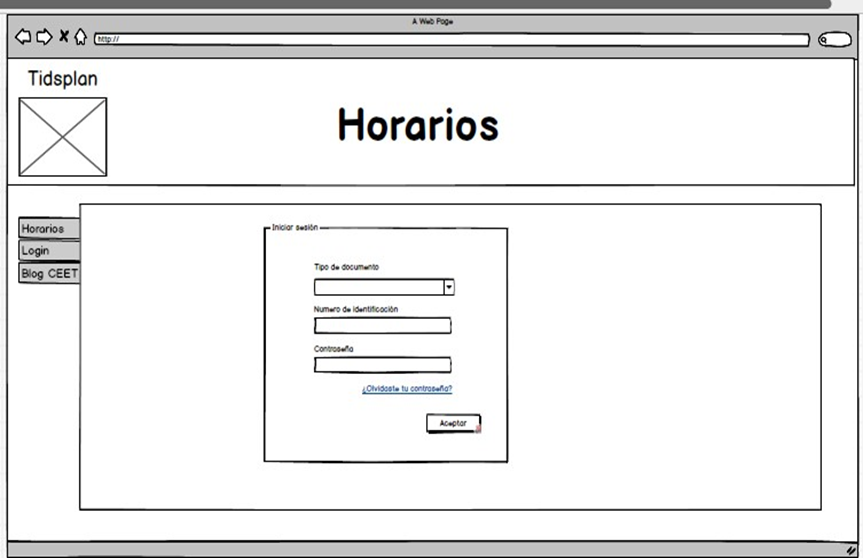 A Web Page
http://
Tidsplan
Horarios
Horarios
Login
Blog CEET
Iniciar sesión
Tipo de documento
Numero de identificación
Contraseña
¿Olvidaste tu contraseña?
Aceptar